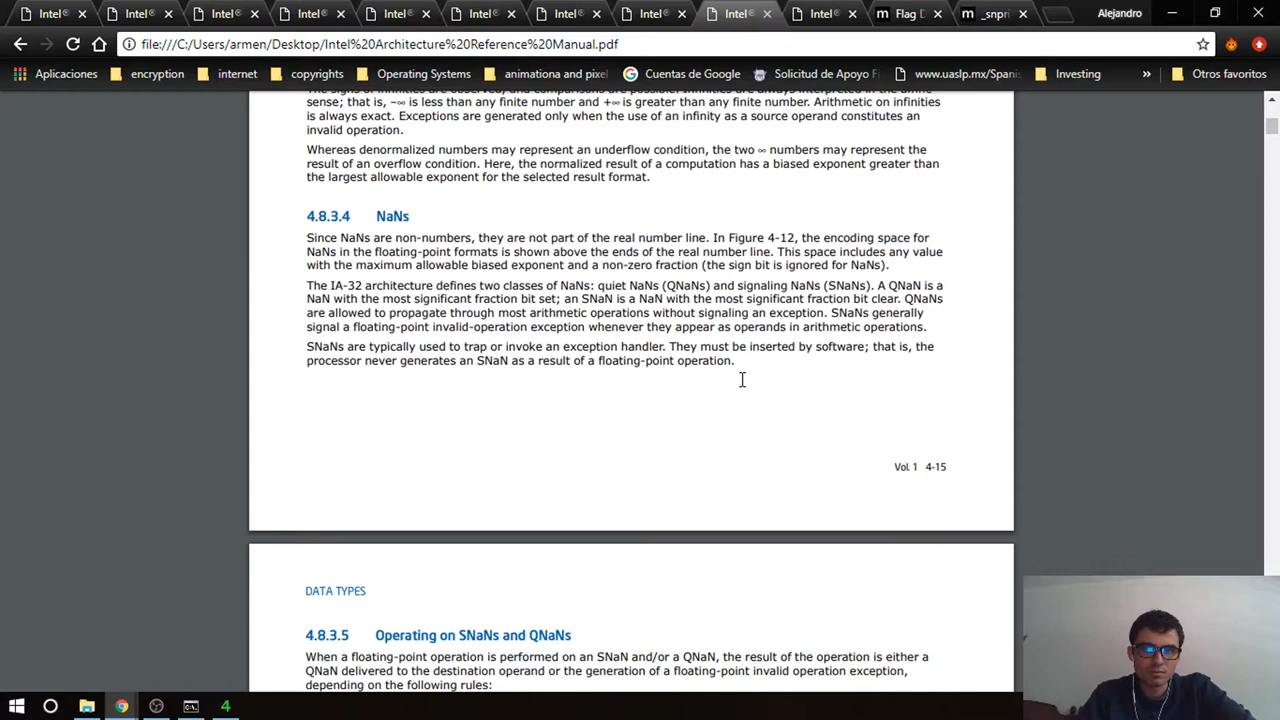 Intel®
Intel®
Intel®
Intel®
Intel®
Intel®
Intel®
Intel®
Intel®
Intel®
Flag D
_snpri
Alejandro
file:///C:/Users/armen/Desktop/Intel%20Architecture%20Reference%20Manual.pdf
Aplicaciones
encryption
internet
copyrights
Operating Systems
animationa and pixel
Cuentas de Google
Solicitud de Apoyo Fi
www.uaslp.mx/Spanis
Investing
»
Otros favoritos
sense; that is, −∞ is less than any finite number and +∞ is greater than any finite number. Arithmetic on infinities
is always exact. Exceptions are generated only when the use of an infinity as a source operand constitutes an
invalid operation.
Whereas denormalized numbers may represent an underflow condition, the two ∞ numbers may represent the
result of an overflow condition. Here, the normalized result of a computation has a biased exponent greater than
the largest allowable exponent for the selected result format.
4.8.3.4 NaNs
Since NaNs are non-numbers, they are not part of the real number line. In Figure 4-12, the encoding space for
NaNs in the floating-point formats is shown above the ends of the real number line. This space includes any value
with the maximum allowable biased exponent and a non-zero fraction (the sign bit is ignored for NaNs).
The IA-32 architecture defines two classes of NaNs: quiet NaNs (QNaNs) and signaling NaNs (SNaNs). A QNaN is a
NaN with the most significant fraction bit set; an SNaN is a NaN with the most significant fraction bit clear. QNaNs
are allowed to propagate through most arithmetic operations without signaling an exception. SNaNs generally
signal a floating-point invalid-operation exception whenever they appear as operands in arithmetic operations.
SNaNs are typically used to trap or invoke an exception handler. They must be inserted by software; that is, the
processor never generates an SNaN as a result of a floating-point operation.
Vol. 1 4-15
DATA TYPES
4.8.3.5 Operating on SNaNs and QNaNs
When a floating-point operation is performed on an SNaN and/or a QNaN, the result of the operation is either a
QNaN delivered to the destination operand or the generation of a floating-point invalid operation exception,
depending on the following rules: